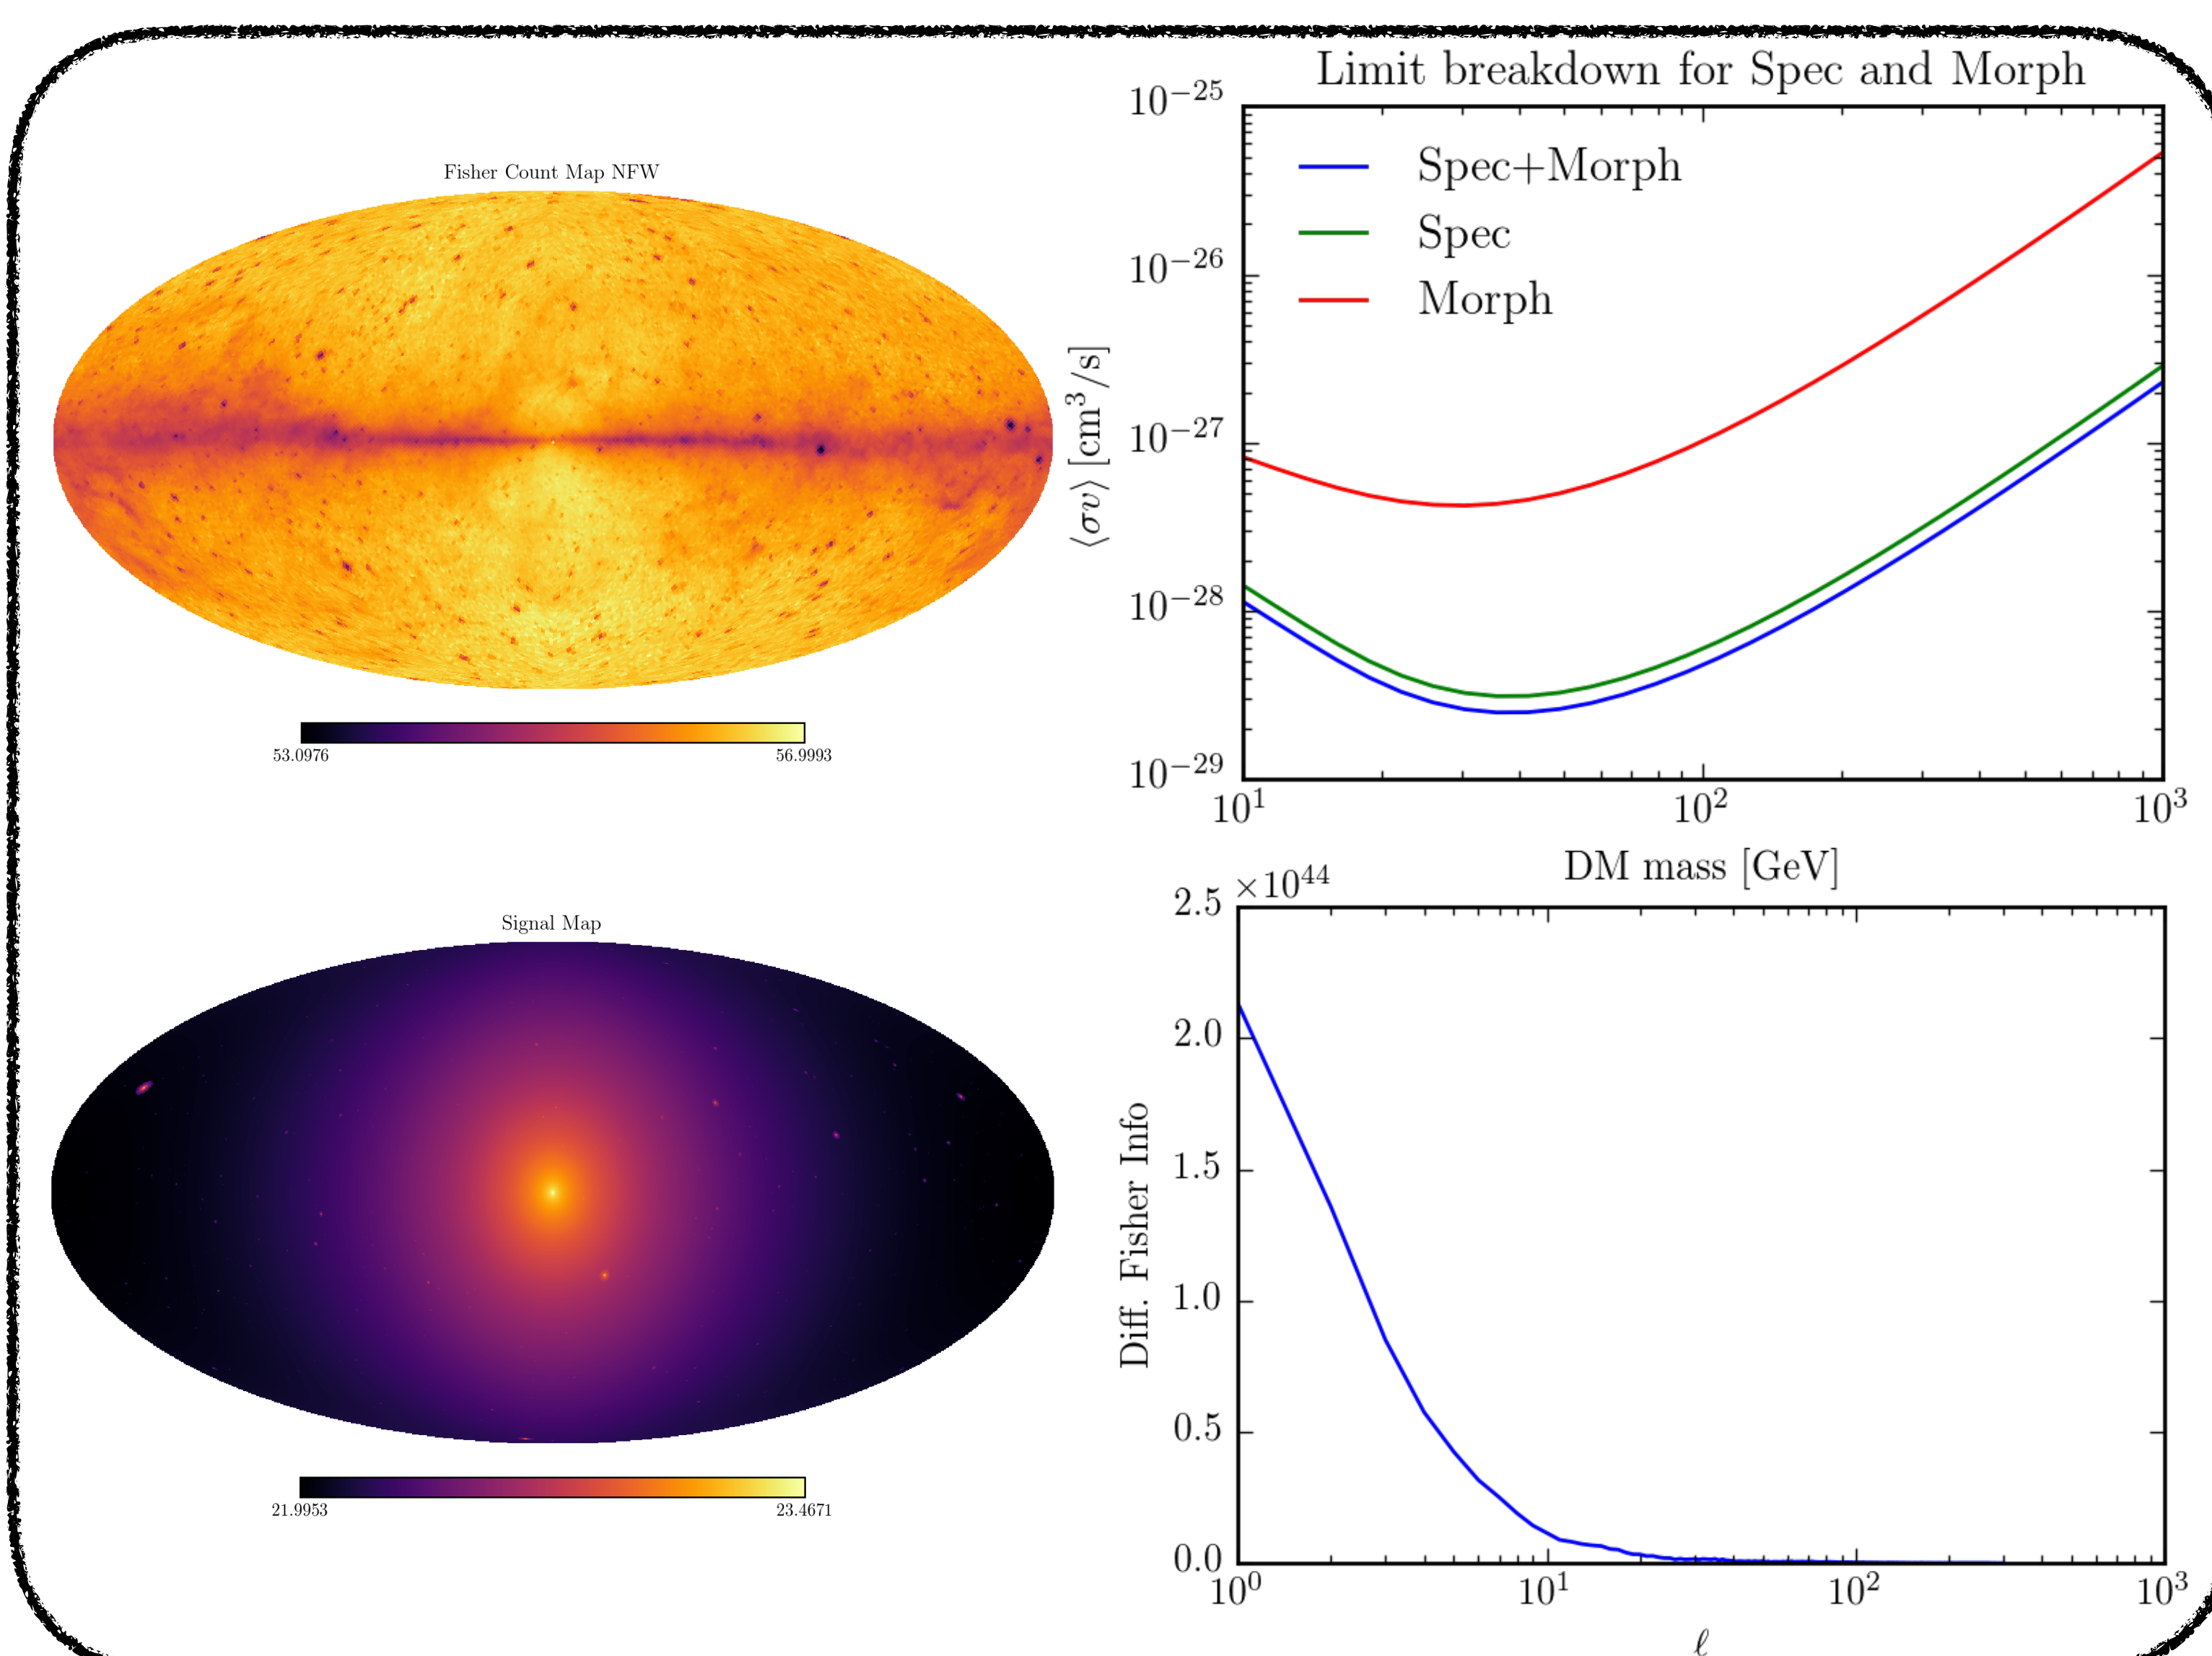 Fisher Count Map NFW
53.0976 56.9993
Signal Map
21.9953 23.4671
Limit breakdown for Spec and Morph
10⁻²⁵
10⁻²⁶
10⁻²⁷
10⁻²⁸
10⁻²⁹
⟨σv⟩ [cm³/s]
Spec+Morph
Spec
Morph
10¹ 10² 10³
DM mass [GeV]
×10⁴⁴
2.5
2.0
1.5
1.0
0.5
0.0
Diff. Fisher Info
10⁰ 10¹ 10² 10³
ℓ